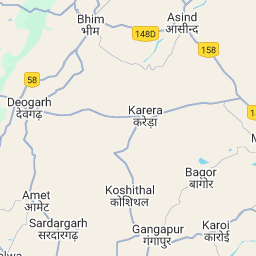 Asind
आसीन्द
Bhim
भीम
148D
158
58
Deogarh
देवगढ़
Karera
करेड़ा
Bagor
बागोर
Koshithal
कोशिथल
Amet
आमेट
Sardargarh
सरदारगढ़
Gangapur
गंगापुर
Karoi
कारोई